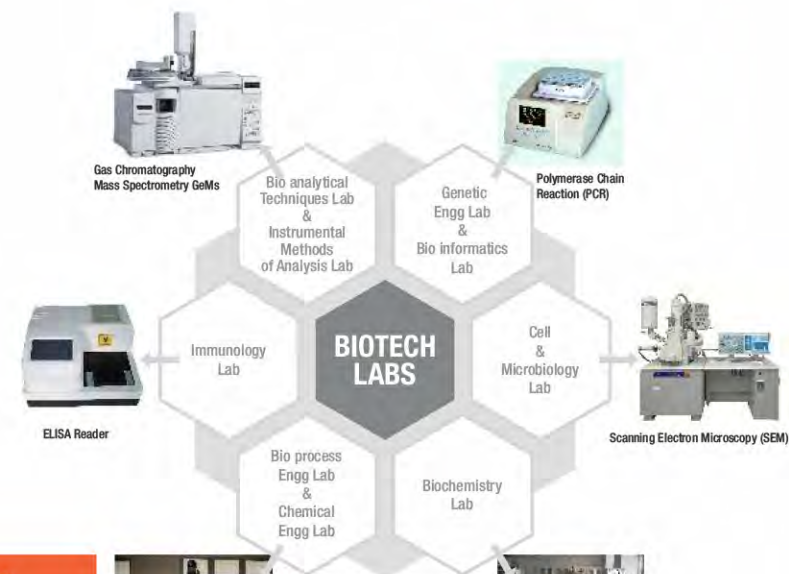 Gas Chromatography
Mass Spectrometry GeMs
Polymerase Chain
Reaction (PCR)
Bio analytical
Techniques Lab
&
Instrumental
Methods
of Analysis Lab
Genetic
Engg Lab
&
Bio informatics
Lab
Immunology
Lab
BIOTECH
LABS
Cell
&
Microbiology
Lab
ELISA Reader
Scanning Electron Microscopy (SEM)
Bio process
Engg Lab
&
Chemical
Engg Lab
Biochemistry
Lab